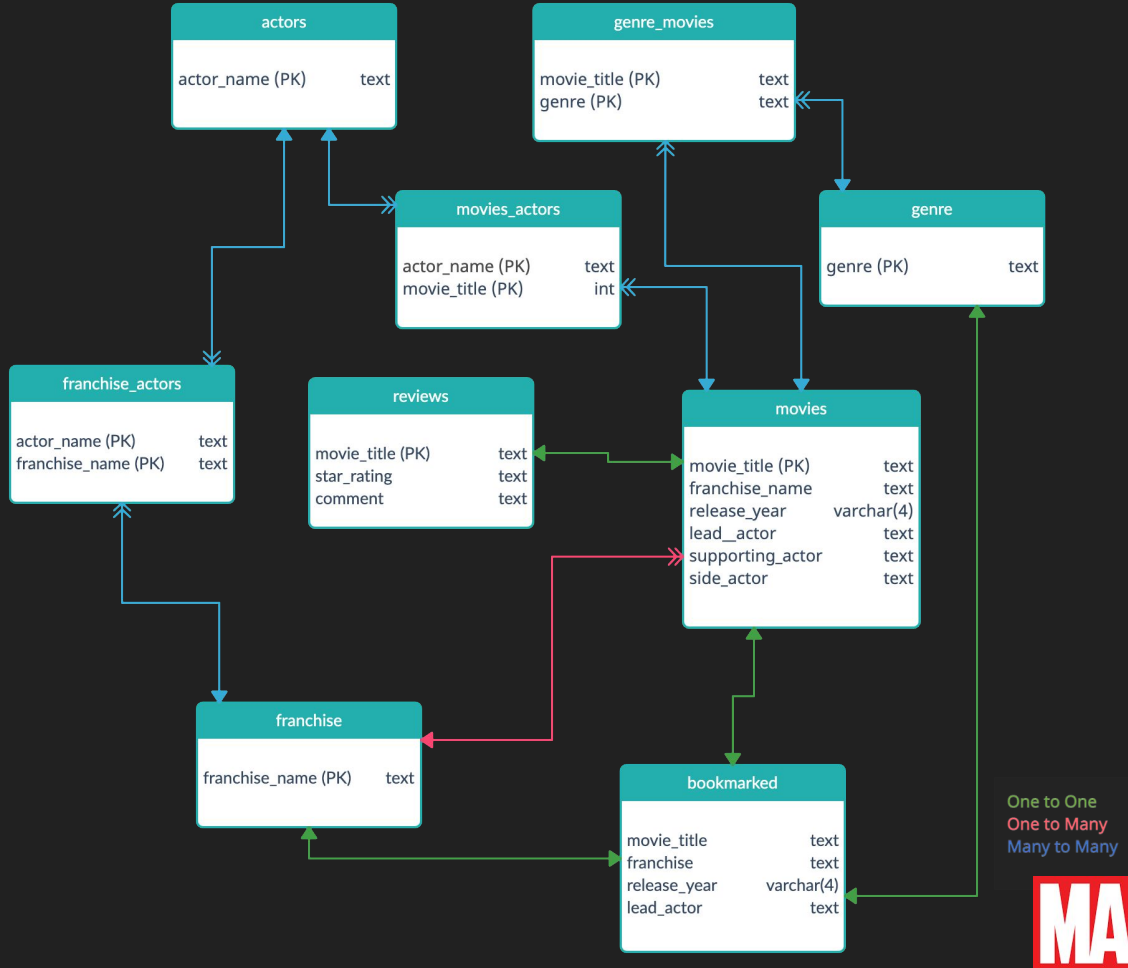 actors
actor_name (PK) text
genre_movies
movie_title (PK) text
genre (PK) text
movies_actors
actor_name (PK) text
movie_title (PK) int
genre
genre (PK) text
franchise_actors
actor_name (PK) text
franchise_name (PK) text
reviews
movie_title (PK) text
star_rating text
comment text
movies
movie_title (PK) text
franchise_name text
release_year varchar(4)
lead__actor text
supporting_actor text
side_actor text
franchise
franchise_name (PK) text
bookmarked
movie_title text
franchise text
release_year varchar(4)
lead_actor text
One to One
One to Many
Many to Many
MA